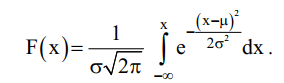 F(x)= 1/(σ√2π) ∫_{-∞}^{x} e^{-(x-μ)²/(2σ²)} dx .